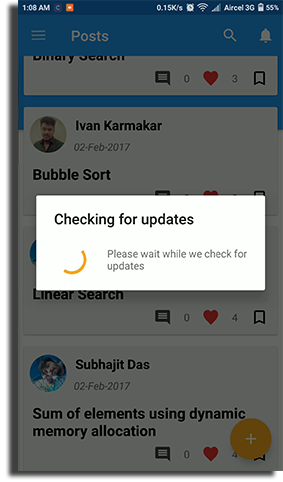 1:08 AM 0.15K/s Aircel 3G 55%
Posts
Binary Search
0 3
Ivan Karmakar
02-Feb-2017
Bubble Sort
Checking for updates
Please wait while we check for
updates
Linear Search
0 4
Subhajit Das
02-Feb-2017
Sum of elements using dynamic
memory allocation
0 4